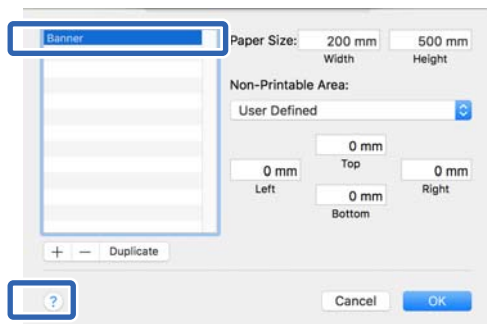 Banner
Paper Size: 200 mm 500 mm
Width Height
Non-Printable Area:
User Defined
0 mm
Top
0 mm 0 mm
Left Right
0 mm
Bottom
+ − Duplicate
? Cancel OK